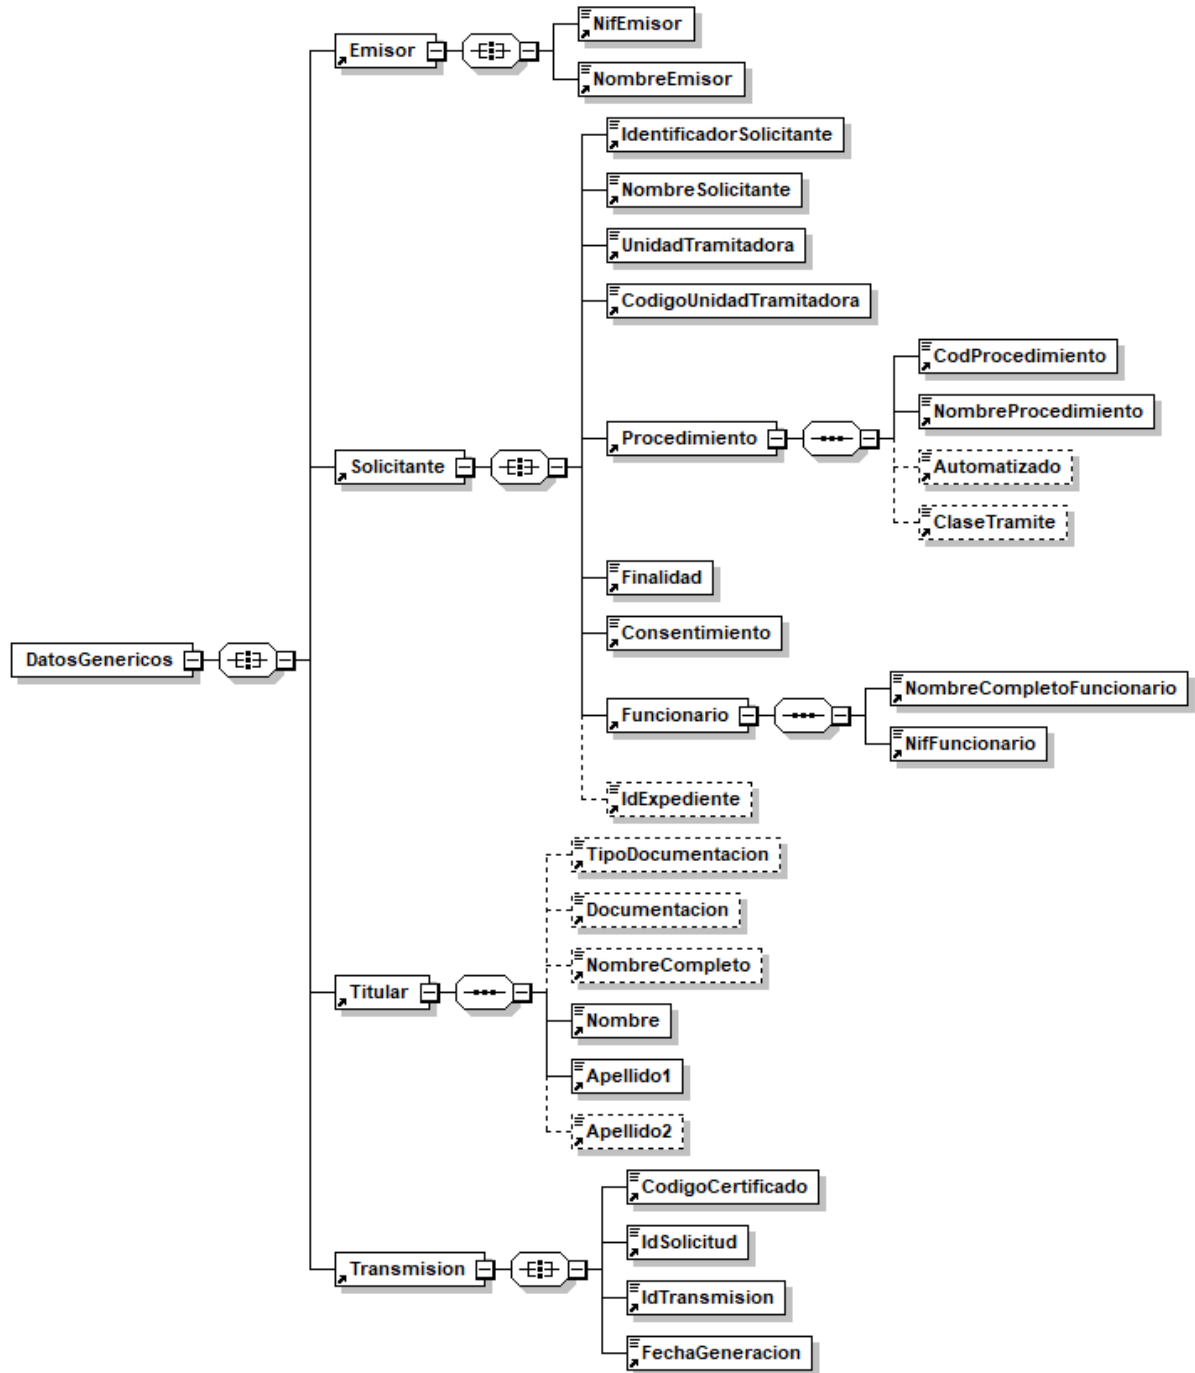 Emisor
NifEmisor
NombreEmisor
IdentificadorSolicitante
NombreSolicitante
UnidadTramitadora
CodigoUnidadTramitadora
CodProcedimiento
NombreProcedimiento
Procedimiento
Solicitante
Automatizado
ClaseTramite
Finalidad
Consentimiento
DatosGenericos
NombreCompletoFuncionario
Funcionario
NifFuncionario
IdExpediente
TipoDocumentacion
Documentacion
NombreCompleto
Titular
Nombre
Apellido1
Apellido2
CodigoCertificado
IdSolicitud
Transmision
IdTransmision
FechaGeneracion